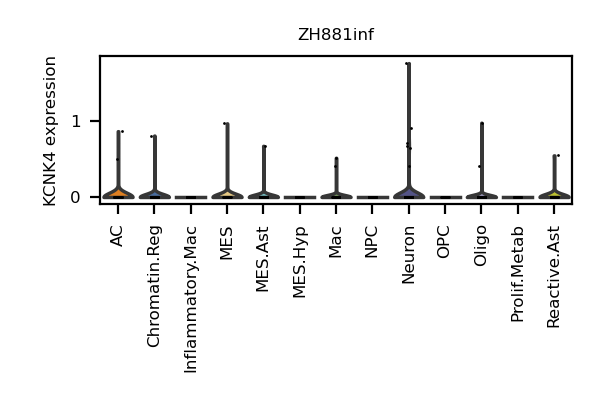 ZH881inf
KCNK4 expression
1
0
AC
Chromatin.Reg
Inflammatory.Mac
MES
MES.Ast
MES.Hyp
Mac
NPC
Neuron
OPC
Oligo
Prolif.Metab
Reactive.Ast